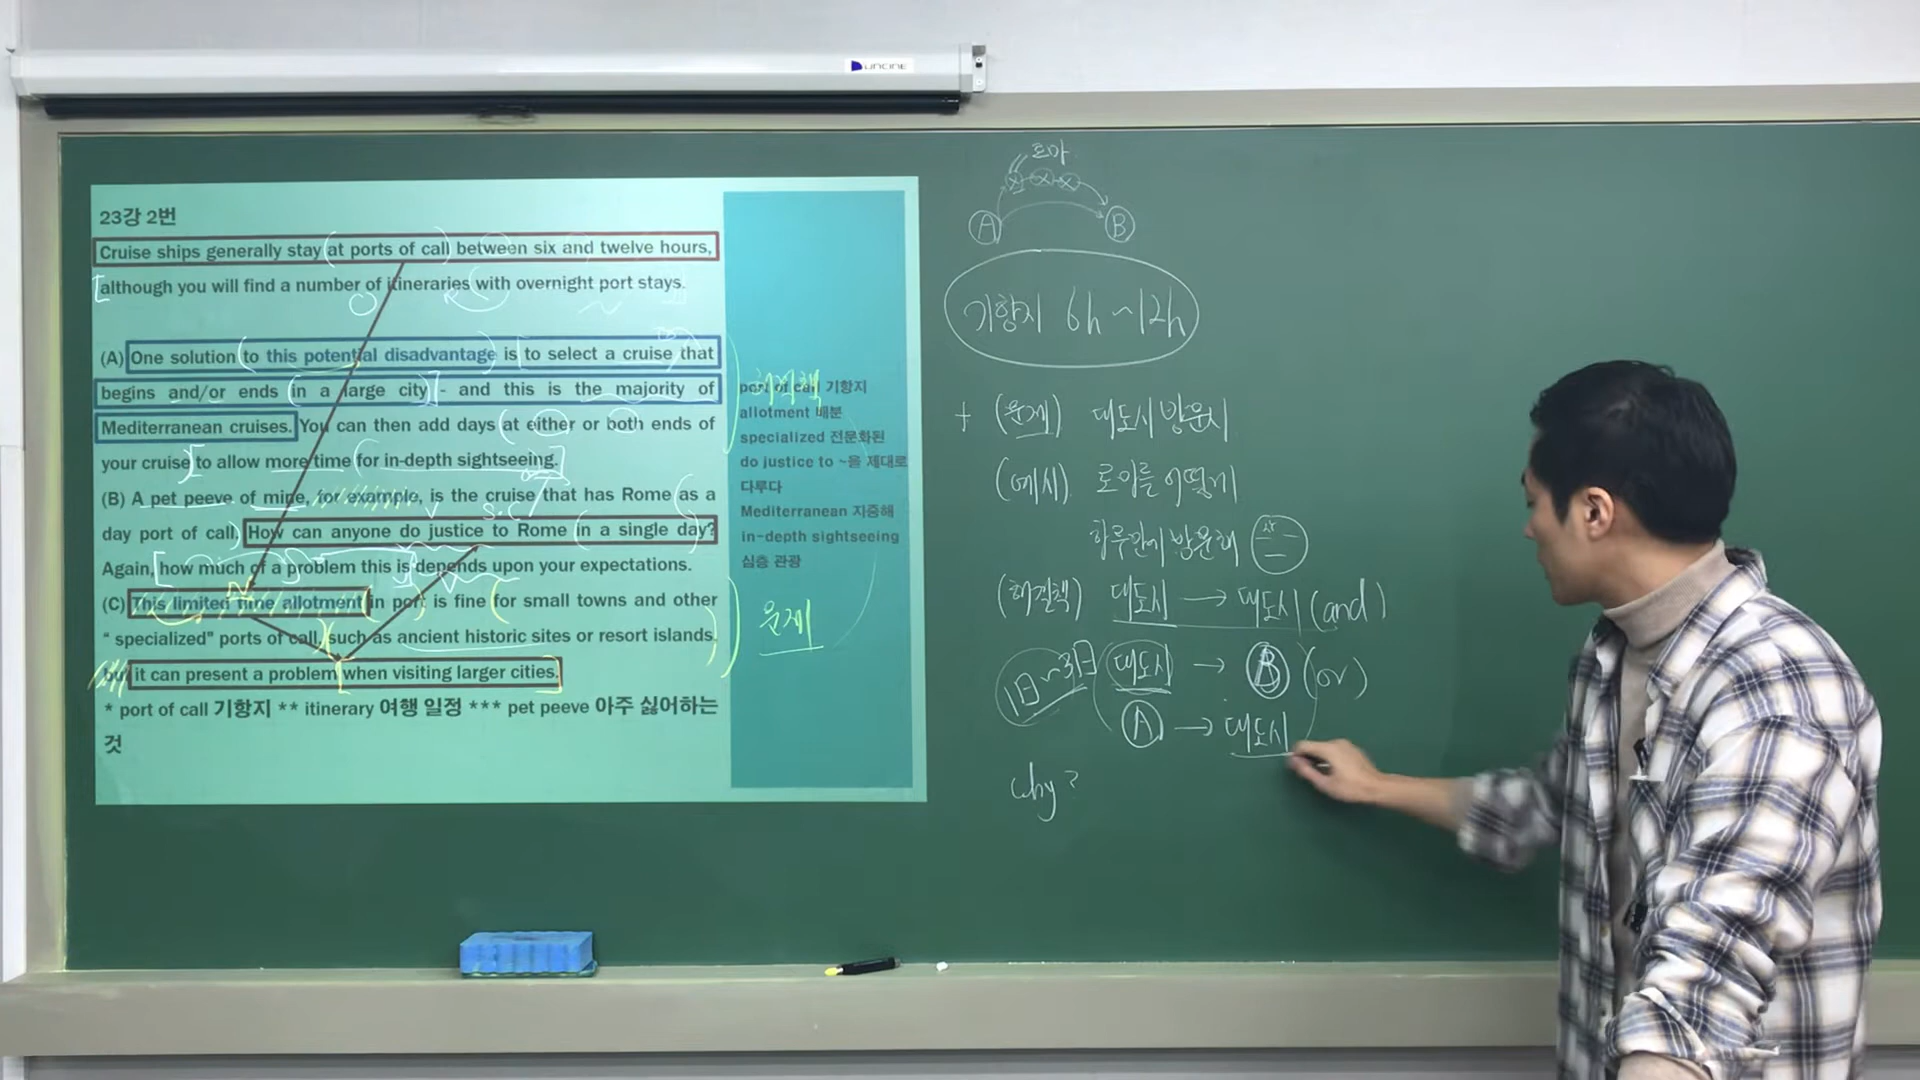 UNCINE
23강 2번
Cruise ships generally stay at ports of call between six and twelve hours,
although you will find a number of itineraries with overnight port stays.
(A) One solution to this potential disadvantage is to select a cruise that
begins and/or ends in a large city - and this is the majority of
Mediterranean cruises. You can then add days at either or both ends of
your cruise to allow more time for in-depth sightseeing.
(B) A pet peeve of mine, for example, is the cruise that has Rome as a
day port of call, How can anyone do justice to Rome in a single day?
Again, how much of a problem this is depends upon your expectations.
(C) This limited time allotment in port is fine for small towns and other
“ specialized" ports of call, such as ancient historic sites or resort islands,
but it can present a problem when visiting larger cities.
* port of call 기항지 ** itinerary 여행 일정 *** pet peeve 아주 싫어하는
것
port of call 기항지
allotment 배분
specialized 전문화된
do justice to ~을 제대로
다루다
Mediterranean 지중해
in-depth sightseeing
심층 관광
해결책
문제
로마
A B
기항지 6h~12h
+ (문제) 대도시 방문시
(예시) 로마를 어떻게
하루만에 방문해
(해결책) 대도시 → 대도시 (and)
1日~3日 대도시 → B (or)
A → 대도시
Why?